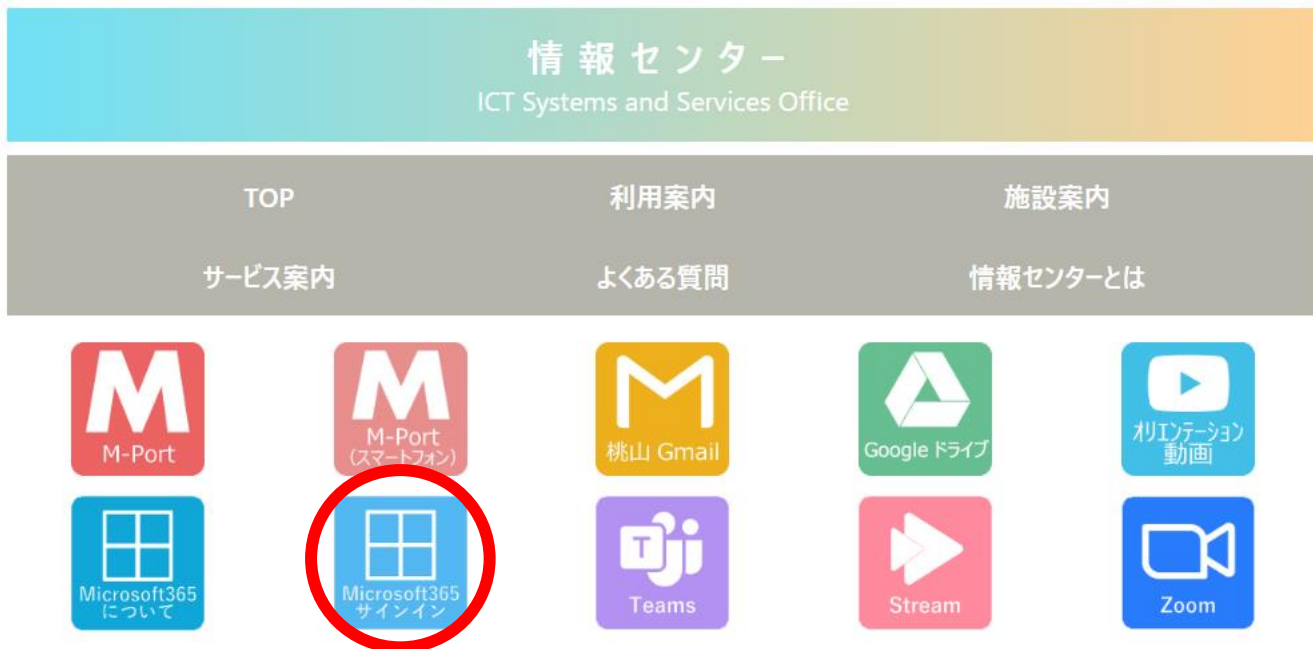 情報センター
ICT Systems and Services Office
TOP
利用案内
施設案内
サービス案内
よくある質問
情報センターとは
M-Port
M-Port
(スマートフォン)
桃山 Gmail
Google ドライブ
オリエンテーション
動画
Microsoft365
について
Microsoft365
サインイン
Teams
Stream
Zoom